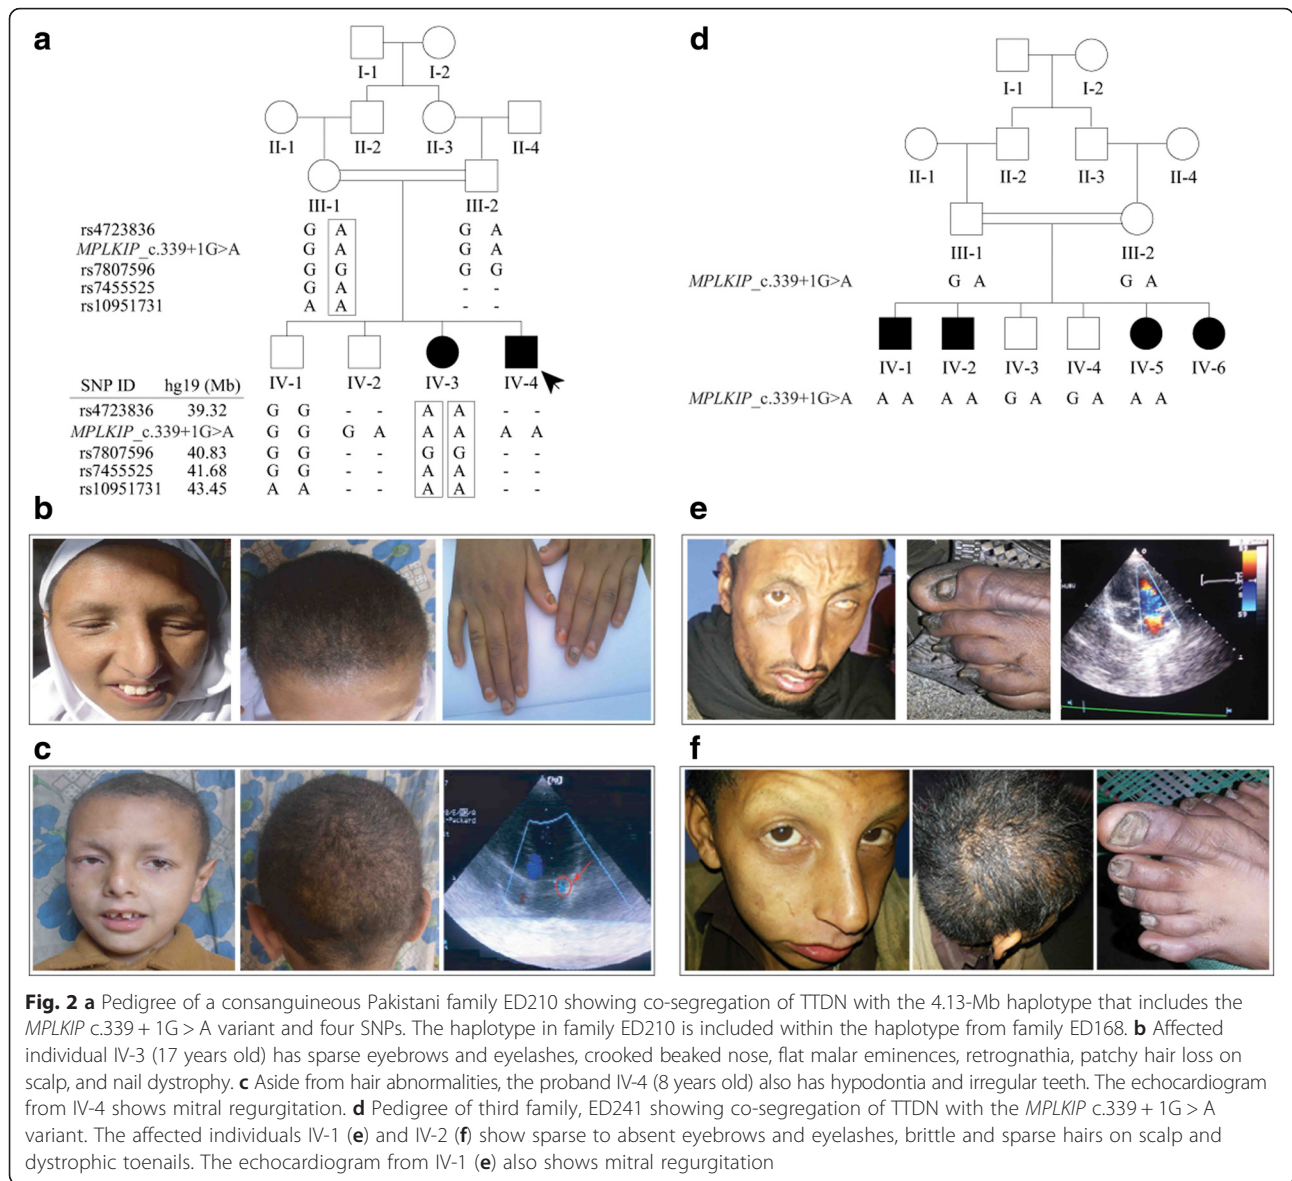 a
I-1 I-2
II-1 II-2 II-3 II-4
III-1 III-2
rs4723836 G A G A
MPLKIP_c.339+1G>A G A G A
rs7807596 G G G G
rs7455525 G A - -
rs10951731 A A - -
SNP ID hg19 (Mb) IV-1 IV-2 IV-3 IV-4
rs4723836 39.32 G G - - A A - -
MPLKIP_c.339+1G>A G G G A A A A A
rs7807596 40.83 G G - - G G - -
rs7455525 41.68 G G - - A A - -
rs10951731 43.45 A A - - A A - -
d
I-1 I-2
II-1 II-2 II-3 II-4
III-1 III-2
MPLKIP_c.339+1G>A G A G A
IV-1 IV-2 IV-3 IV-4 IV-5 IV-6
MPLKIP_c.339+1G>A A A A A G A G A A A
b
e
c
f
Fig. 2 a Pedigree of a consanguineous Pakistani family ED210 showing co-segregation of TTDN with the 4.13-Mb haplotype that includes the
MPLKIP c.339 + 1G > A variant and four SNPs. The haplotype in family ED210 is included within the haplotype from family ED168. b Affected
individual IV-3 (17 years old) has sparse eyebrows and eyelashes, crooked beaked nose, flat malar eminences, retrognathia, patchy hair loss on
scalp, and nail dystrophy. c Aside from hair abnormalities, the proband IV-4 (8 years old) also has hypodontia and irregular teeth. The echocardiogram
from IV-4 shows mitral regurgitation. d Pedigree of third family, ED241 showing co-segregation of TTDN with the MPLKIP c.339 + 1G > A
variant. The affected individuals IV-1 (e) and IV-2 (f) show sparse to absent eyebrows and eyelashes, brittle and sparse hairs on scalp and
dystrophic toenails. The echocardiogram from IV-1 (e) also shows mitral regurgitation